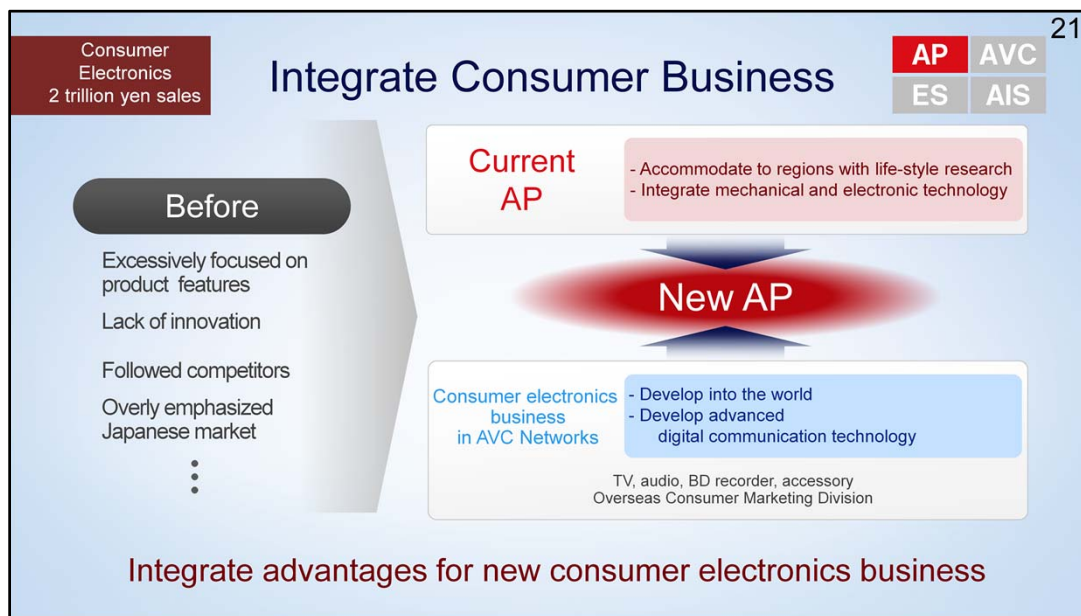 21
Consumer
Electronics
2 trillion yen sales
Integrate Consumer Business
AP AVC
ES AIS
Before
Excessively focused on
product features
Lack of innovation
Followed competitors
Overly emphasized
Japanese market
Current
AP
- Accommodate to regions with life-style research
- Integrate mechanical and electronic technology
New AP
Consumer electronics
business
in AVC Networks
- Develop into the world
- Develop advanced
digital communication technology
TV, audio, BD recorder, accessory
Overseas Consumer Marketing Division
Integrate advantages for new consumer electronics business